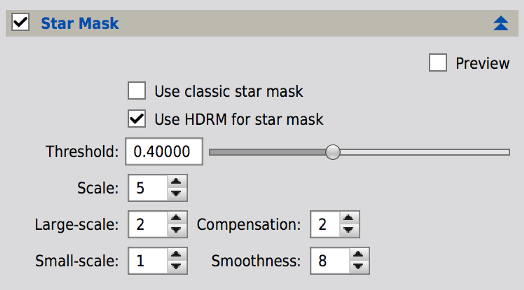 Star Mask
Preview
Use classic star mask
Use HDRM for star mask
Threshold: 0.40000
Scale: 5
Large-scale: 2 Compensation: 2
Small-scale: 1 Smoothness: 8